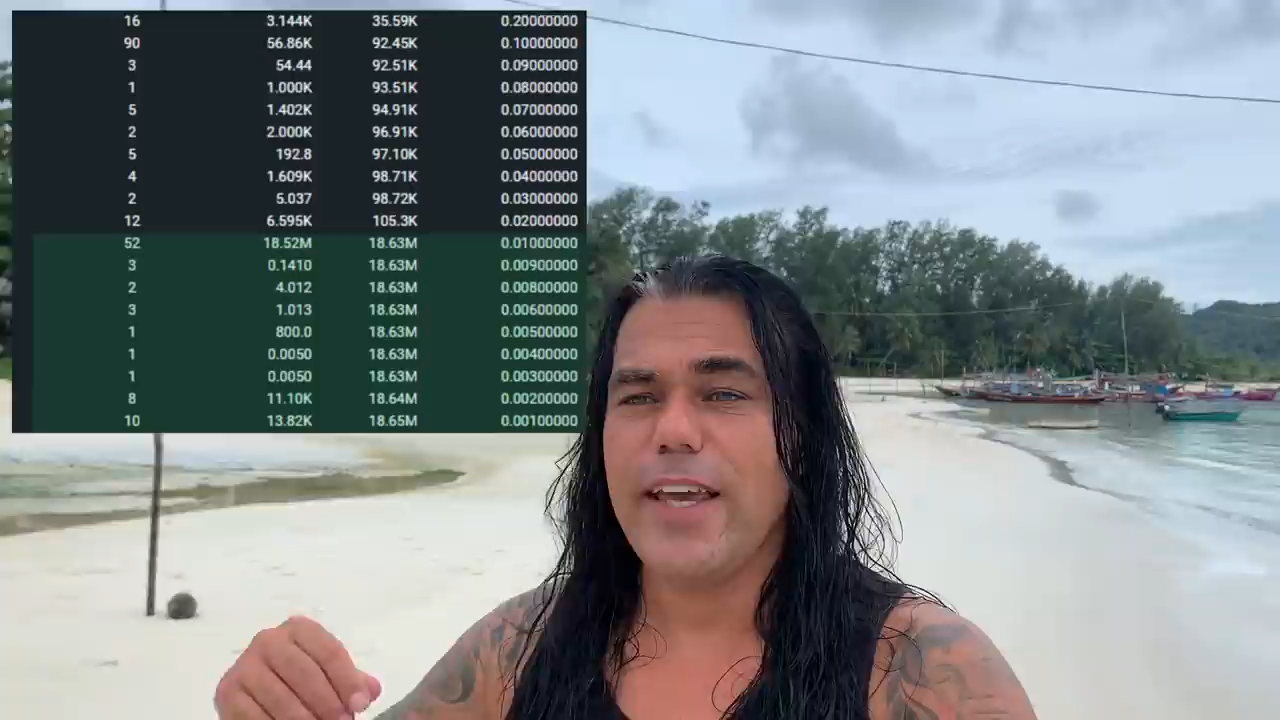 16 3.144K 35.59K 0.20000000
90 56.86K 92.45K 0.10000000
3 54.44 92.51K 0.09000000
1 1.000K 93.51K 0.08000000
5 1.402K 94.91K 0.07000000
2 2.000K 96.91K 0.06000000
5 192.8 97.10K 0.05000000
4 1.609K 98.71K 0.04000000
2 5.037 98.72K 0.03000000
12 6.595K 105.3K 0.02000000
52 18.52M 18.63M 0.01000000
3 0.1410 18.63M 0.00900000
2 4.012 18.63M 0.00800000
3 1.013 18.63M 0.00600000
1 800.0 18.63M 0.00500000
1 0.0050 18.63M 0.00400000
1 0.0050 18.63M 0.00300000
8 11.10K 18.64M 0.00200000
10 13.82K 18.65M 0.00100000